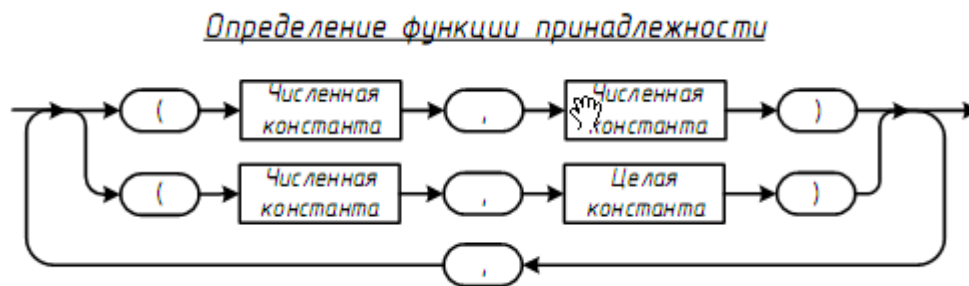 Определение функции принадлежности
( Численная константа , Численная константа )
( Численная константа , Целая константа )
,